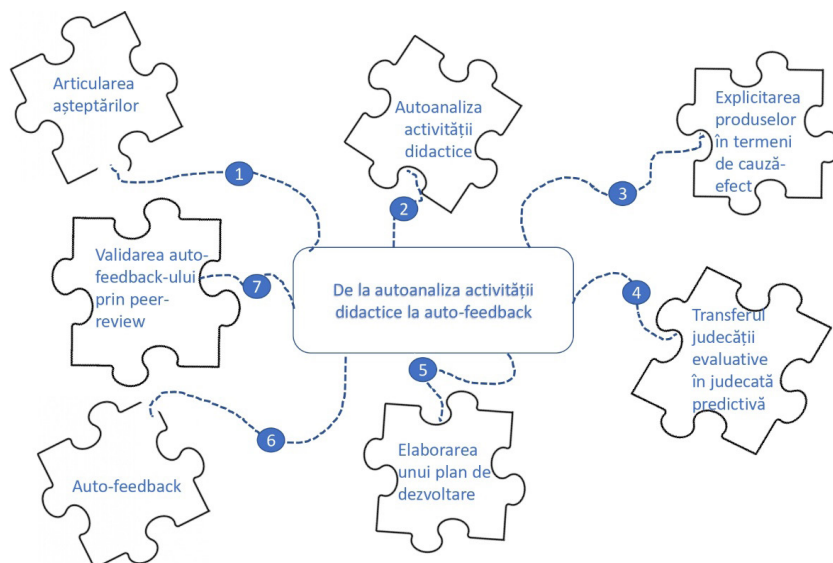 Articularea
așteptărilor
1
Autoanaliza
activității
didactice
2
Explicitarea
produselor
în termeni
de cauză-
efect
3
Transferul
judecății
evaluative
în judecată
predictivă
4
Elaborarea
unui plan de
dezvoltare
5
Auto-feedback
6
Validarea auto-
feedback-ului
prin peer-
review
7
De la autoanaliza activității
didactice la auto-feedback